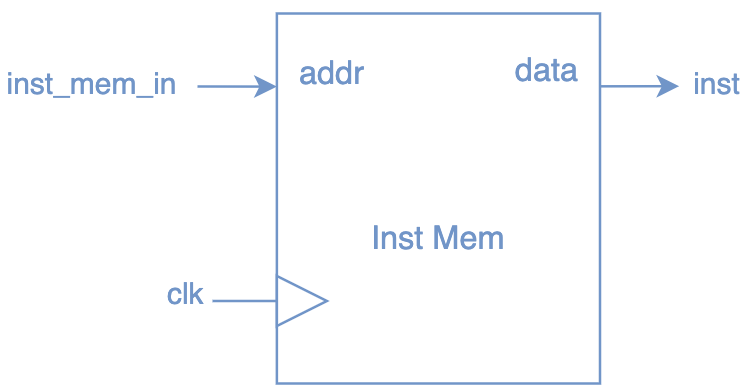 inst_mem_in
addr
data
inst
Inst Mem
clk